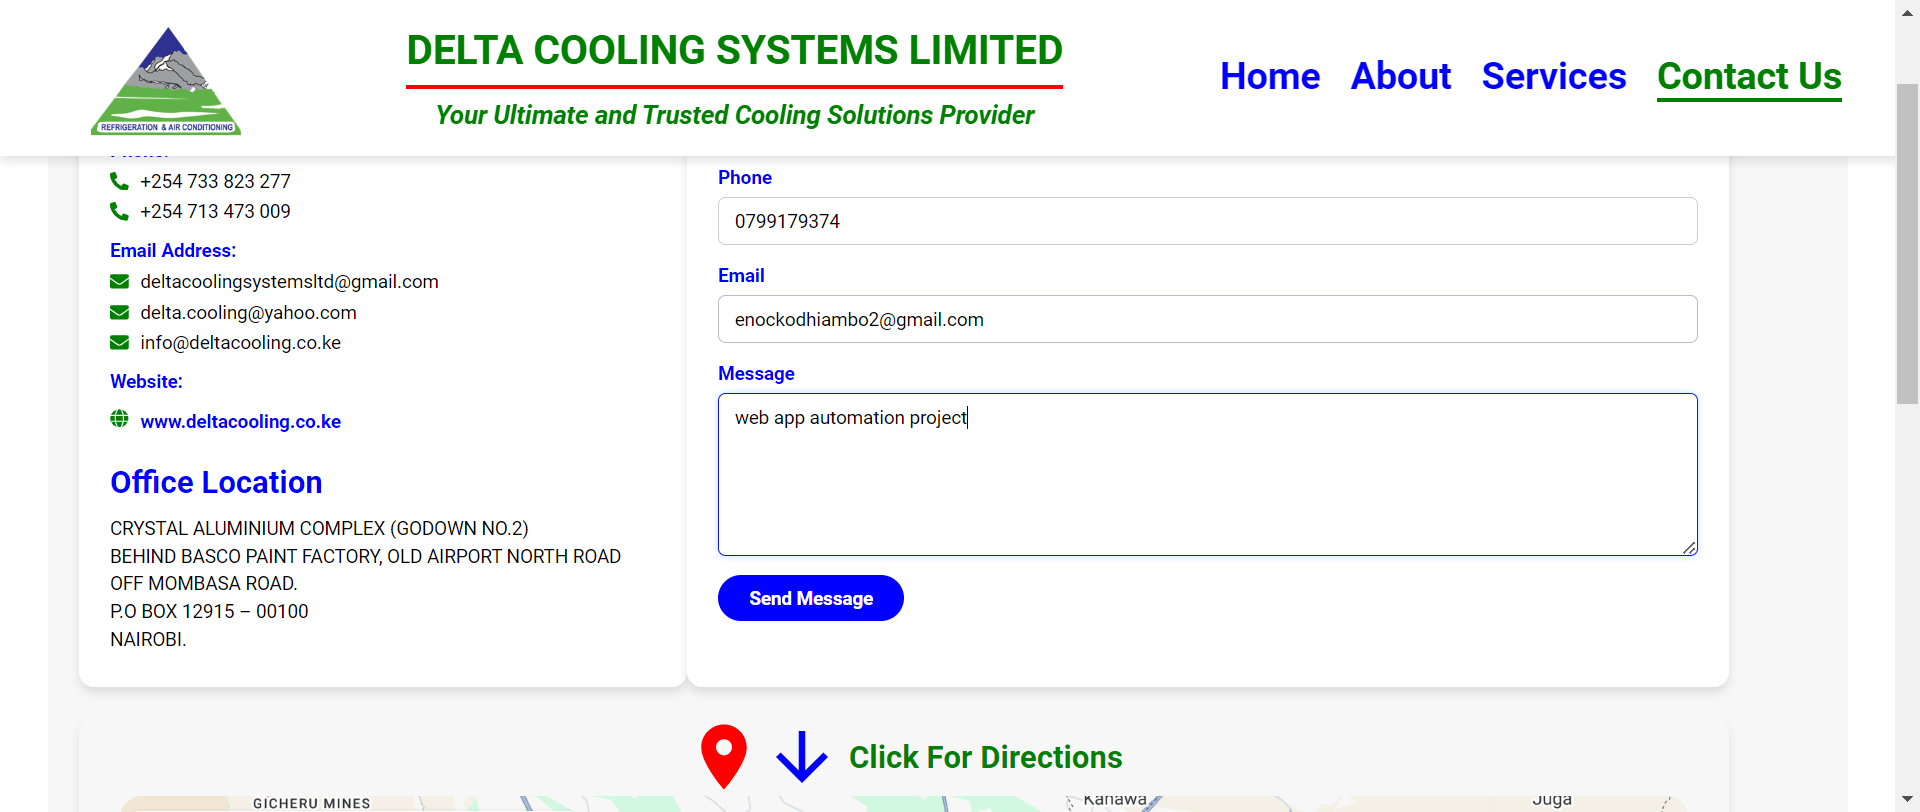 REFRIGERATION & AIR CONDITIONING
DELTA COOLING SYSTEMS LIMITED
Your Ultimate and Trusted Cooling Solutions Provider
Home About Services Contact Us
+254 733 823 277
+254 713 473 009
Email Address:
deltacoolingsystemsltd@gmail.com
delta.cooling@yahoo.com
info@deltacooling.co.ke
Website:
www.deltacooling.co.ke
Office Location
CRYSTAL ALUMINIUM COMPLEX (GODOWN NO.2)
BEHIND BASCO PAINT FACTORY, OLD AIRPORT NORTH ROAD
OFF MOMBASA ROAD.
P.O BOX 12915 – 00100
NAIROBI.
Phone
0799179374
Email
enockodhiambo2@gmail.com
Message
web app automation project
Send Message
Click For Directions
GICHERU MINES
Kanawa
Juga